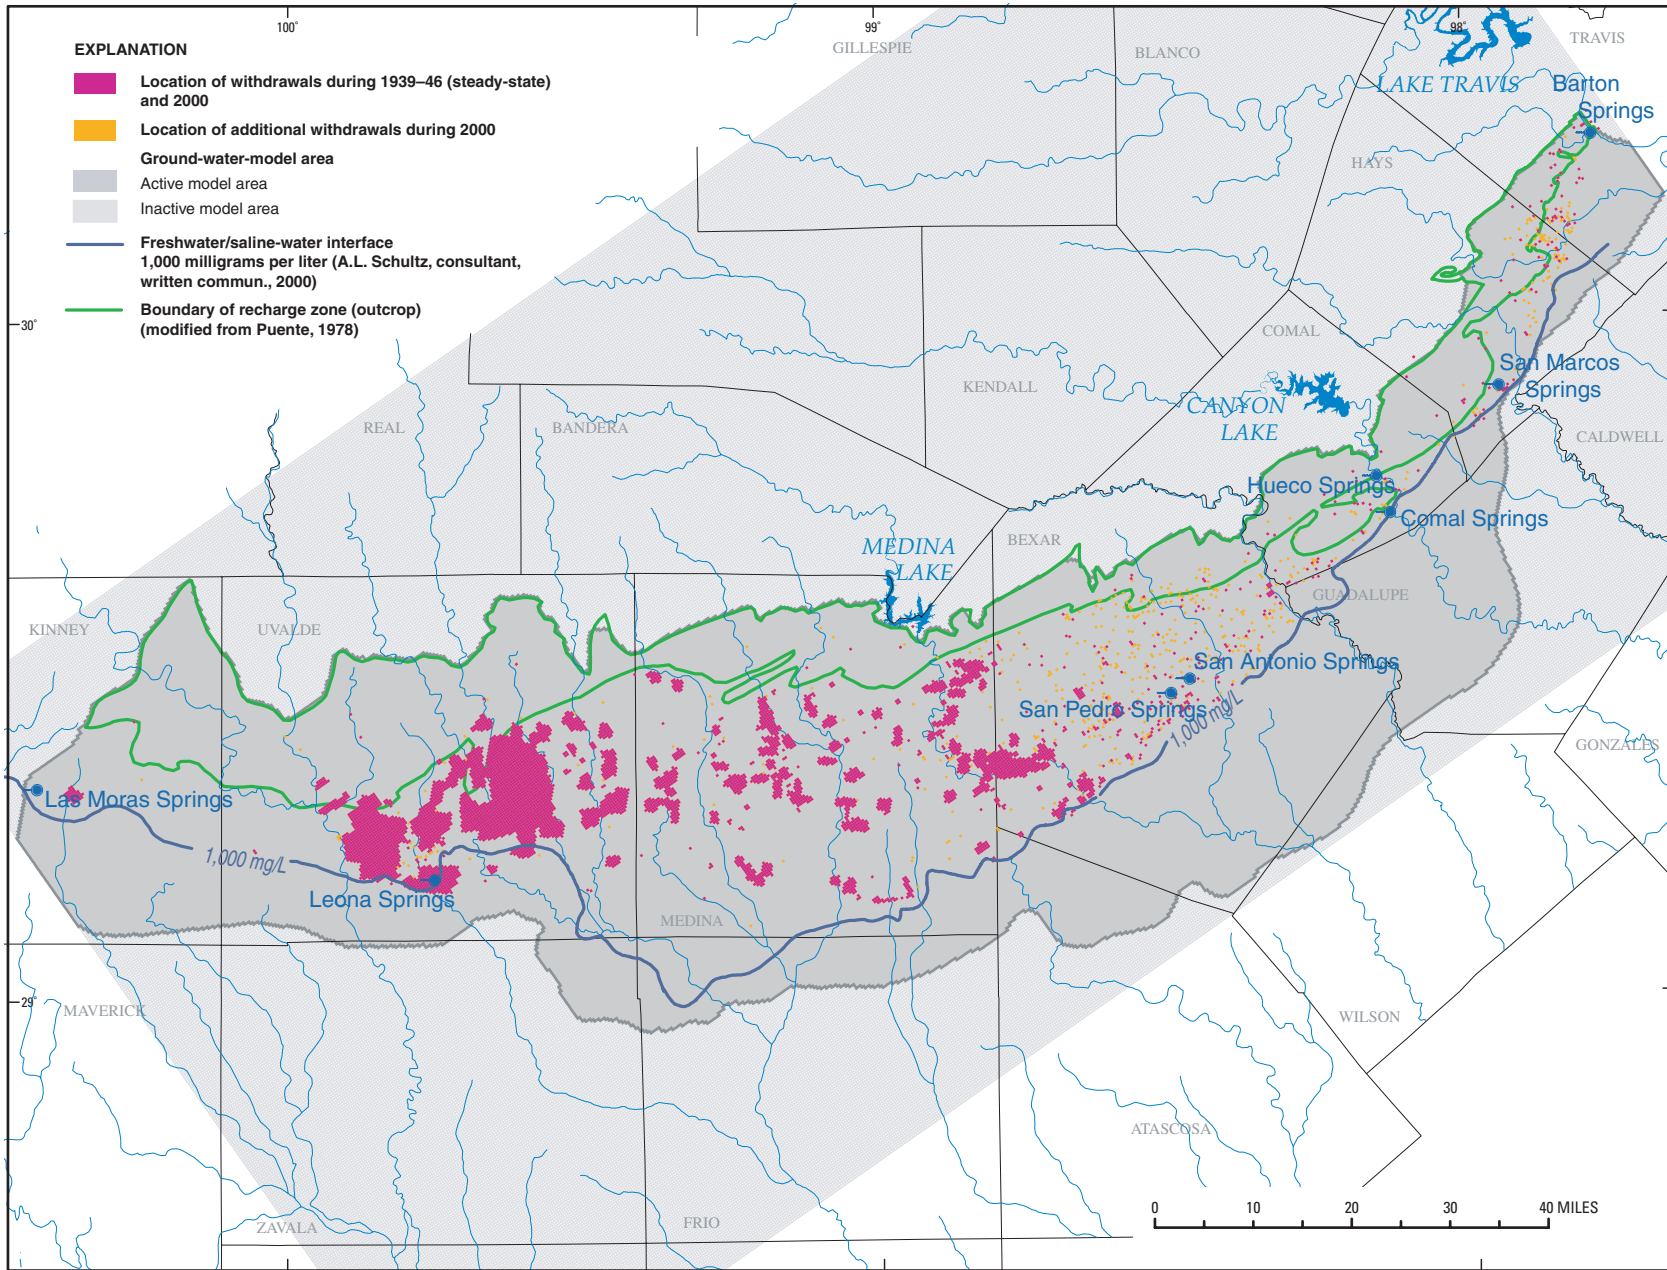 100°
99°
98°
EXPLANATION
Location of withdrawals during 1939–46 (steady-state)
and 2000
Location of additional withdrawals during 2000
Ground-water-model area
Active model area
Inactive model area
Freshwater/saline-water interface
1,000 milligrams per liter (A.L. Schultz, consultant,
written commun., 2000)
Boundary of recharge zone (outcrop)
(modified from Puente, 1978)
GILLESPIE
BLANCO
TRAVIS
LAKE TRAVIS
Barton
Springs
HAYS
30°
COMAL
San Marcos
Springs
KENDALL
CANYON
LAKE
REAL
BANDERA
CALDWELL
Hueco Springs
Comal Springs
MEDINA
LAKE
BEXAR
GUADALUPE
KINNEY
UVALDE
San Antonio Springs
San Pedro Springs
1,000 mg/L
GONZALES
Las Moras Springs
1,000 mg/L
Leona Springs
MEDINA
29°
MAVERICK
WILSON
ATASCOSA
ZAVALA
FRIO
0 10 20 30 40 MILES